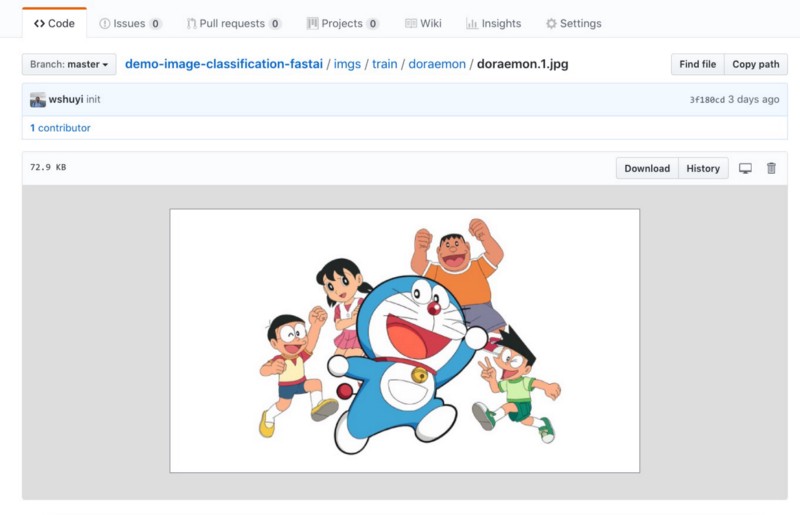 Code Issues 0 Pull requests 0 Projects 0 Wiki Insights Settings
Branch: master demo-image-classification-fastai / imgs / train / doraemon / doraemon.1.jpg Find file Copy path
wshuyi init 3f180cd 3 days ago
1 contributor
72.9 KB Download History